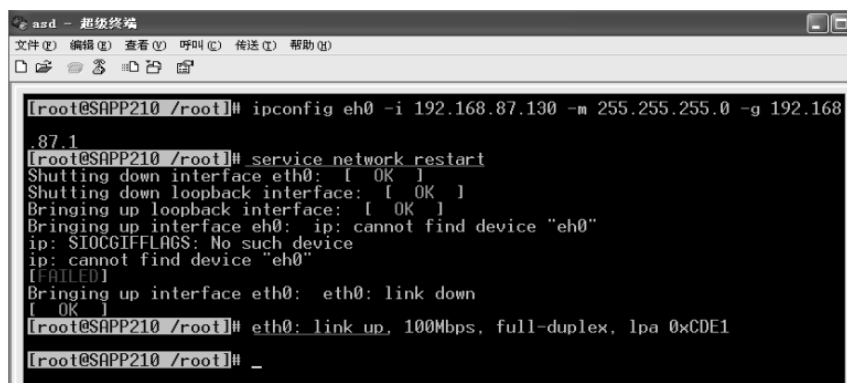 asd - 超级终端
文件(F) 编辑(E) 查看(V) 呼叫(C) 传送(T) 帮助(H)
[root@SAPP210 /root]# ipconfig eh0 -i 192.168.87.130 -m 255.255.255.0 -g 192.168
.87.1
[root@SAPP210 /root]# service network restart
Shutting down interface eth0: [ OK ]
Shutting down loopback interface: [ OK ]
Bringing up loopback interface: [ OK ]
Bringing up interface eh0: ip: cannot find device "eh0"
ip: SIOCGIFFLAGS: No such device
ip: cannot find device "eh0"
[FAILED]
Bringing up interface eth0: eth0: link down
[ OK ]
[root@SAPP210 /root]# eth0: link up, 100Mbps, full-duplex, lpa 0xCDE1
[root@SAPP210 /root]# _